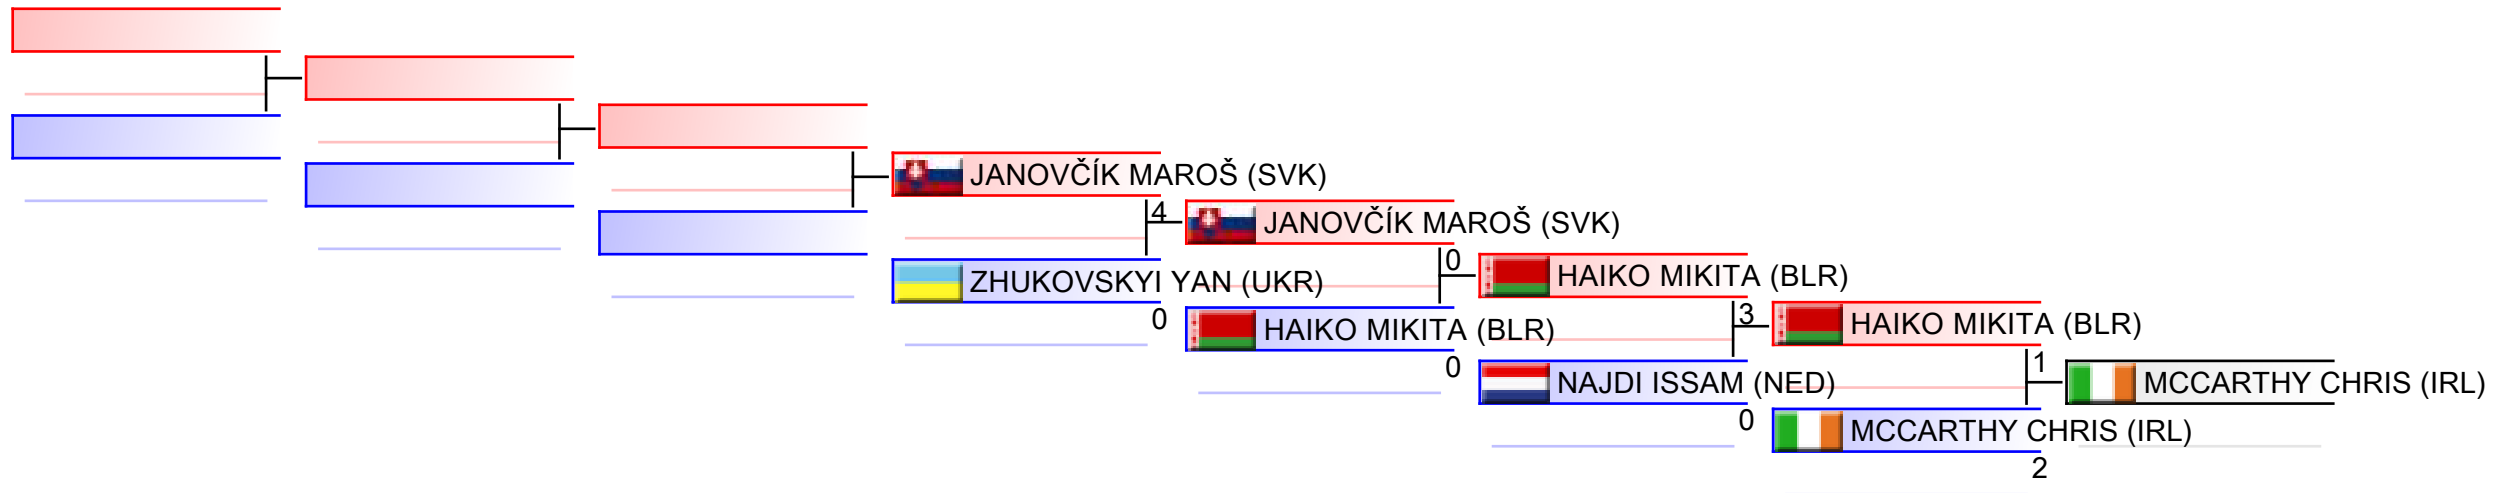 JANOVČÍK MAROŠ (SVK)
4
ZHUKOVSKYI YAN (UKR)
0
JANOVČÍK MAROŠ (SVK)
0
HAIKO MIKITA (BLR)
0
HAIKO MIKITA (BLR)
3
NAJDI ISSAM (NED)
0
HAIKO MIKITA (BLR)
1
MCCARTHY CHRIS (IRL)
2
MCCARTHY CHRIS (IRL)